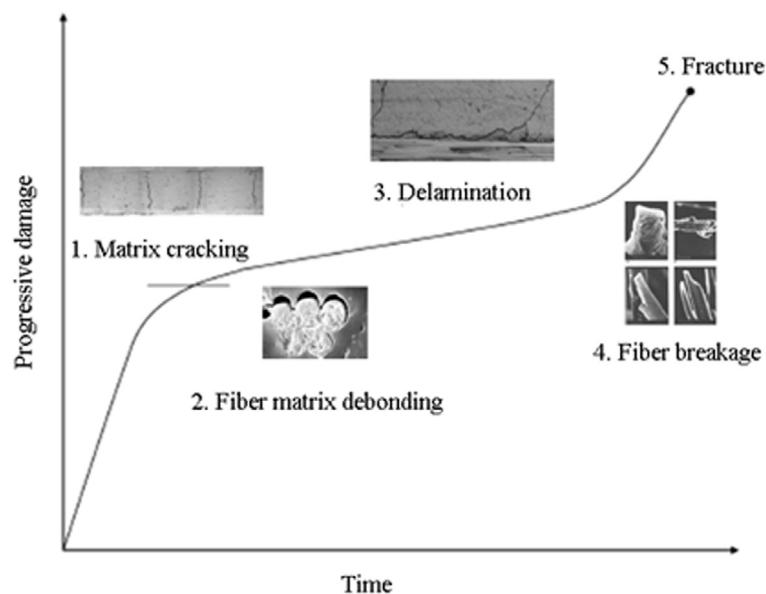 5. Fracture
3. Delamination
1. Matrix cracking
4. Fiber breakage
2. Fiber matrix debonding
Progressive damage
Time